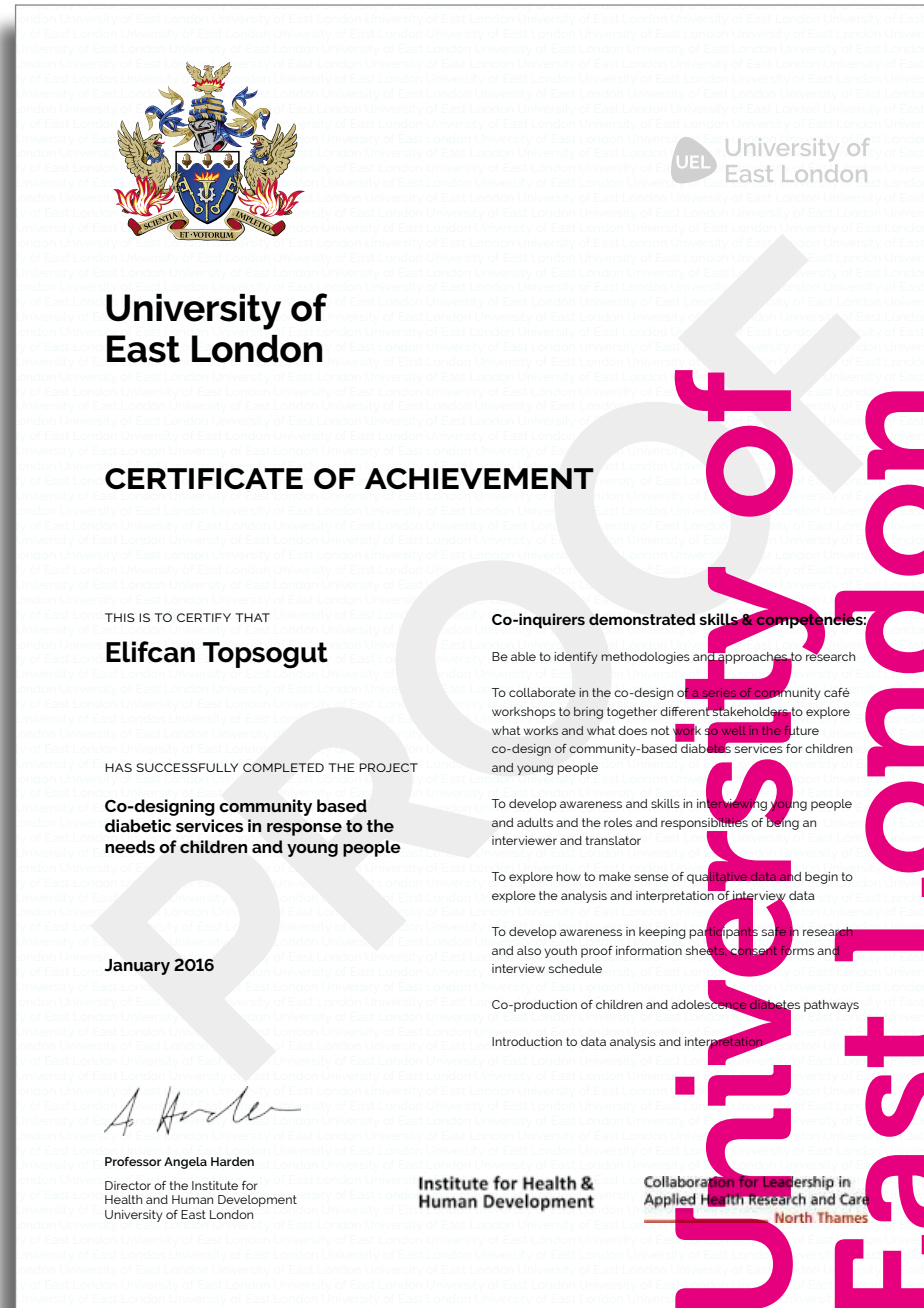 SCIENTIA
ET·VOTORUM
IMPLETIO
UEL
University of
East London
University of
East London
CERTIFICATE OF ACHIEVEMENT
THIS IS TO CERTIFY THAT
Elifcan Topsogut
HAS SUCCESSFULLY COMPLETED THE PROJECT
Co-designing community based
diabetic services in response to the
needs of children and young people
January 2016
Co-inquirers demonstrated skills & competencies:
Be able to identify methodologies and approaches to research
To collaborate in the co-design of a series of community café
workshops to bring together different stakeholders to explore
what works and what does not work so well in the future
co-design of community-based diabetes services for children
and young people
To develop awareness and skills in interviewing young people
and adults and the roles and responsibilities of being an
interviewer and translator
To explore how to make sense of qualitative data and begin to
explore the analysis and interpretation of interview data
To develop awareness in keeping participants safe in research
and also youth proof information sheets, consent forms and
interview schedule
Co-production of children and adolescence diabetes pathways
Introduction to data analysis and interpretation
A Harden
Professor Angela Harden
Director of the Institute for
Health and Human Development
University of East London
Institute for Health &
Human Development
Collaboration for Leadership in
Applied Health Research and Care
North Thames
PROOF
University of
East London